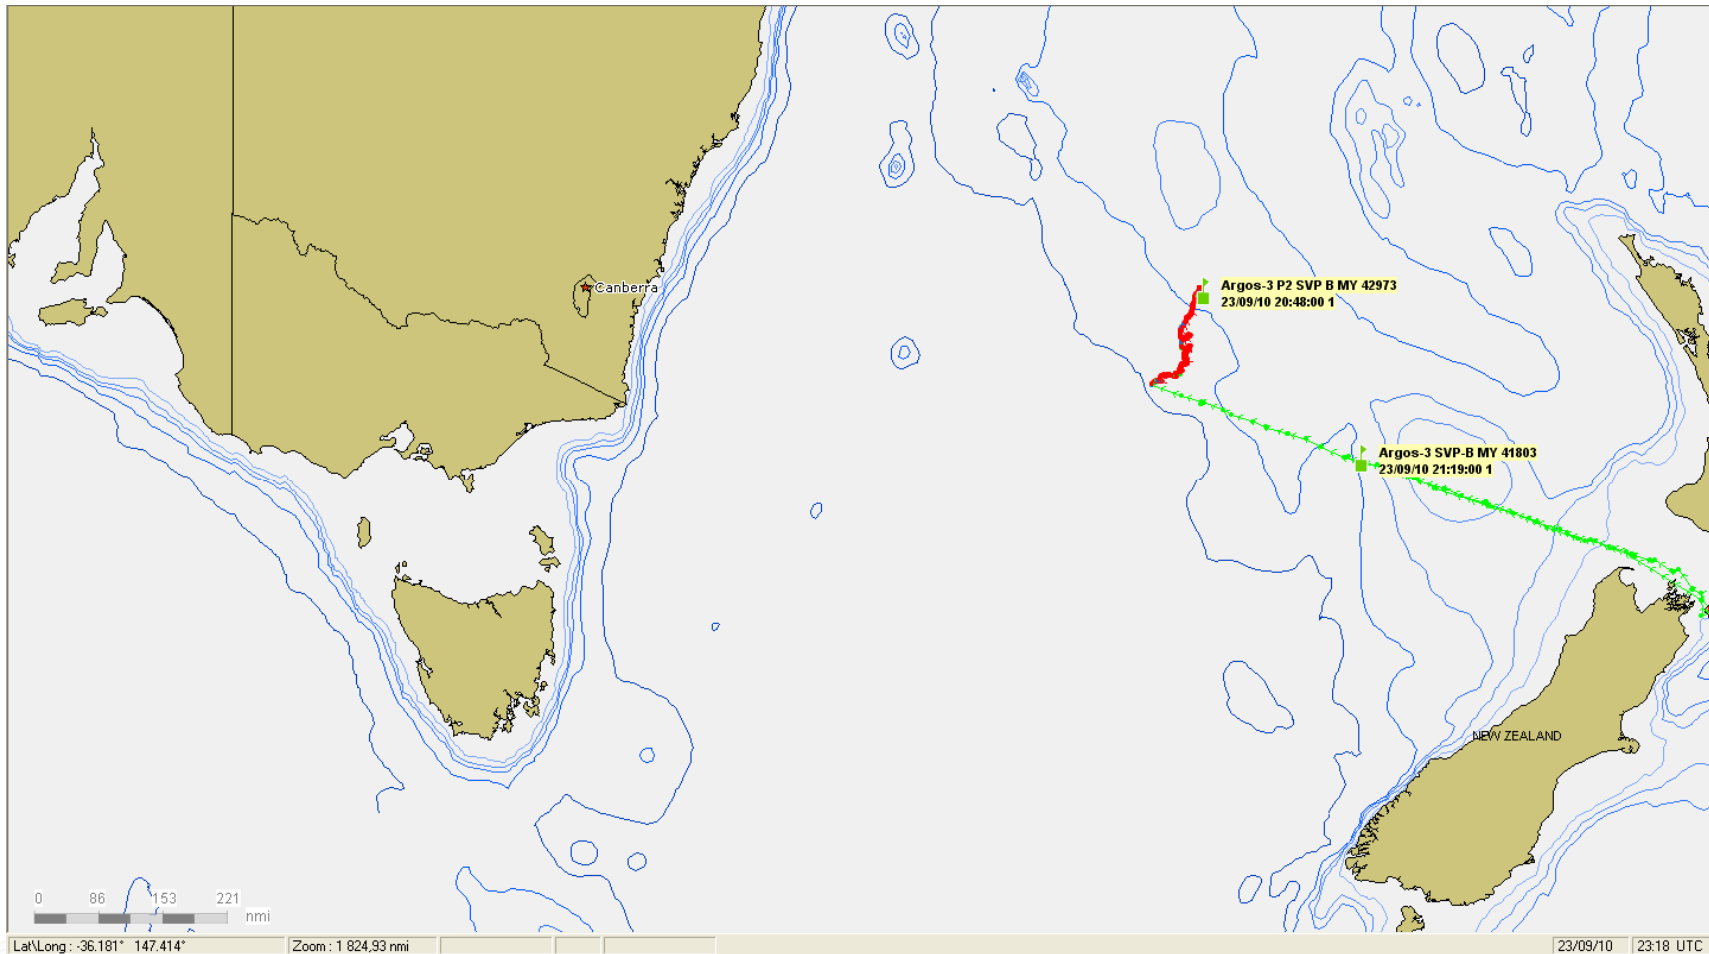 Argos-3 P2 SVP B MY 42973
23/09/10 20:48:00 1
Canberra
Argos-3 SVP-B MY 41803
23/09/10 21:19:00 1
NEW ZEALAND
0 86 153 221
nmi
Lat\Long : -36.181° 147.414° Zoom : 1 824,93 nmi 23/09/10 23:18 UTC